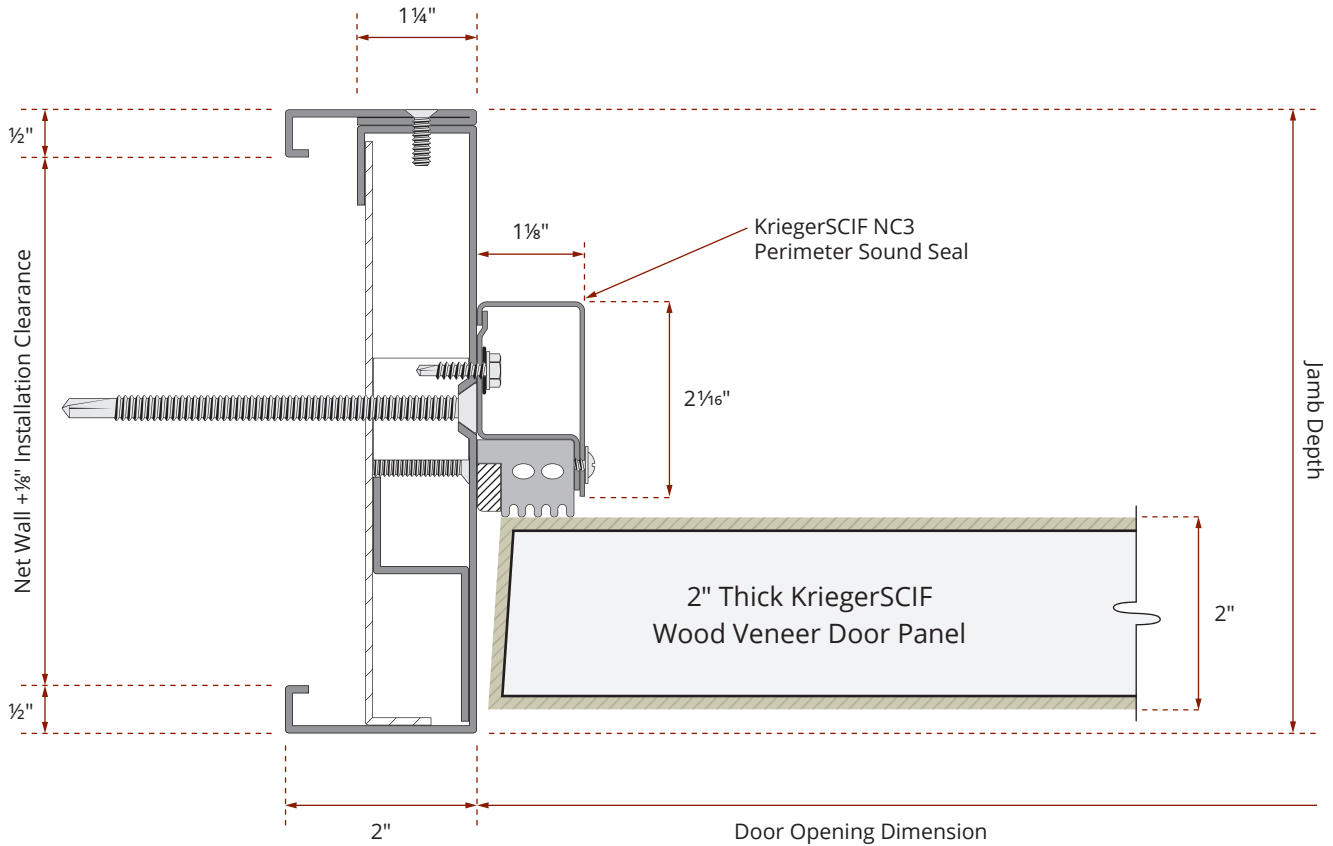 1¼"
½"
Net Wall +⅛" Installation Clearance
½"
1⅛"
KriegerSCIF NC3
Perimeter Sound Seal
2¹⁄₁₆"
Jamb Depth
2" Thick KriegerSCIF
Wood Veneer Door Panel
2"
2"
Door Opening Dimension